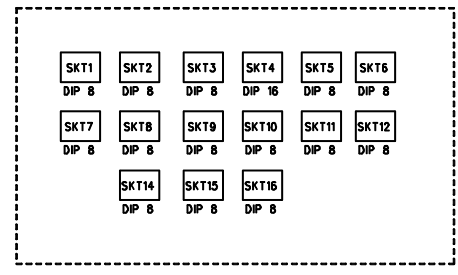 SKT1 SKT2 SKT3 SKT4 SKT5 SKT6
DIP 8 DIP 8 DIP 8 DIP 16 DIP 8 DIP 8
SKT7 SKT8 SKT9 SKT10 SKT11 SKT12
DIP 8 DIP 8 DIP 8 DIP 8 DIP 8 DIP 8
SKT14 SKT15 SKT16
DIP 8 DIP 8 DIP 8